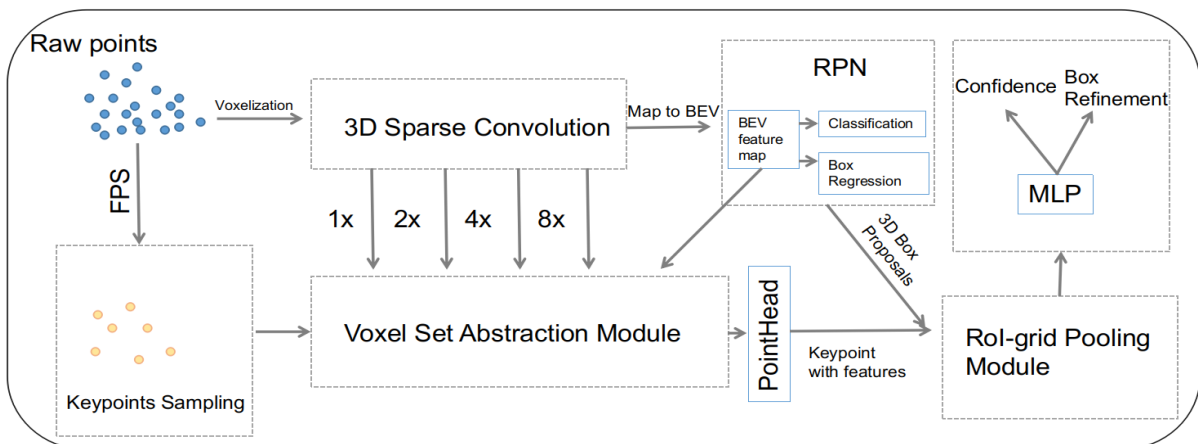 Raw points
Voxelization
FPS
Keypoints Sampling
3D Sparse Convolution
Map to BEV
1x
2x
4x
8x
Voxel Set Abstraction Module
RPN
BEV
feature
map
Classification
Box
Regression
3D Box
Proposals
PointHead
Keypoint
with features
RoI-grid Pooling
Module
MLP
Confidence
Box
Refinement